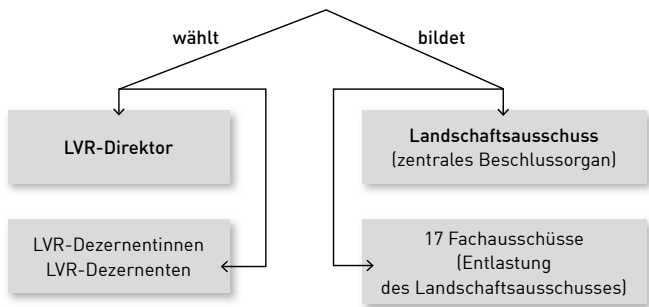 wählt
bildet
LVR-Direktor
Landschaftsausschuss
(zentrales Beschlussorgan)
LVR-Dezernentinnen
LVR-Dezernenten
17 Fachausschüsse
(Entlastung
des Landschaftsausschusses)